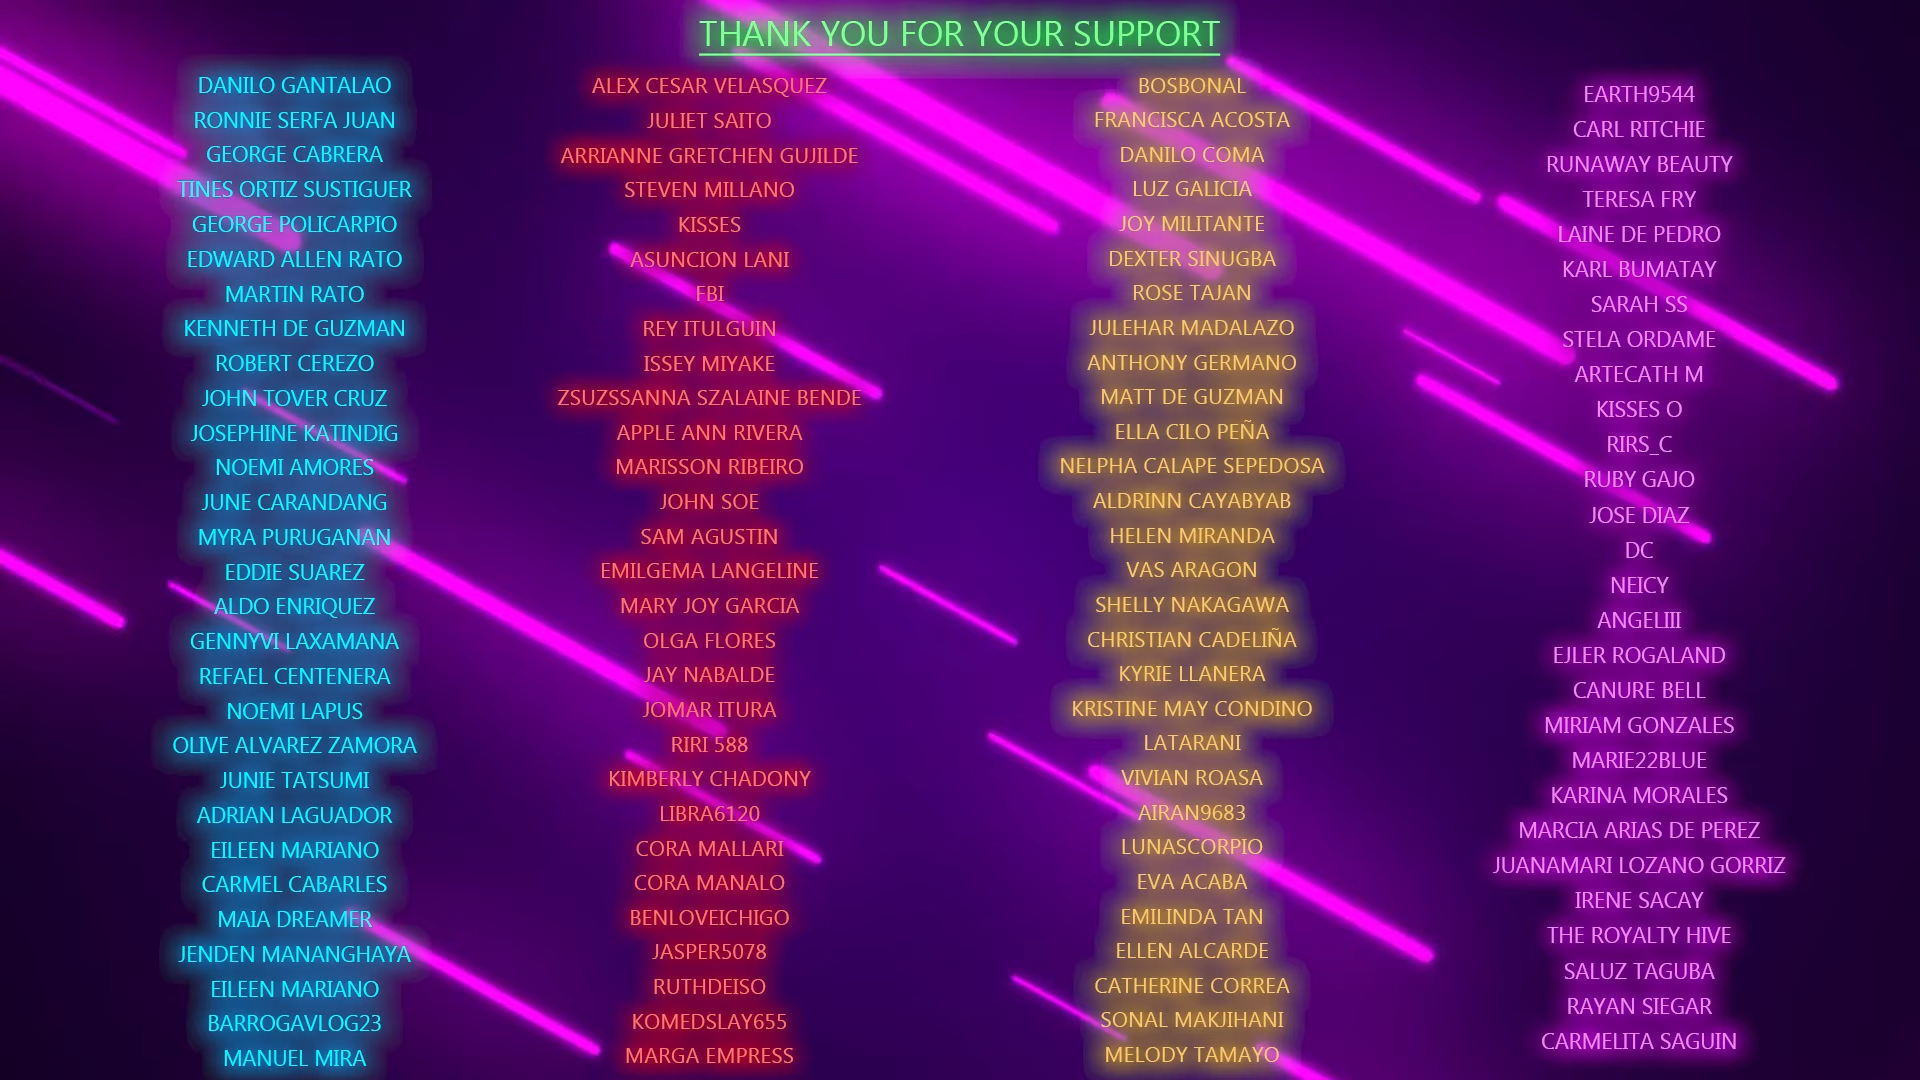 THANK YOU FOR YOUR SUPPORT
DANILO GANTALAO
RONNIE SERFA JUAN
GEORGE CABRERA
TINES ORTIZ SUSTIGUER
GEORGE POLICARPIO
EDWARD ALLEN RATO
MARTIN RATO
KENNETH DE GUZMAN
ROBERT CEREZO
JOHN TOVER CRUZ
JOSEPHINE KATINDIG
NOEMI AMORES
JUNE CARANDANG
MYRA PURUGANAN
EDDIE SUAREZ
ALDO ENRIQUEZ
GENNYVI LAXAMANA
REFAEL CENTENERA
NOEMI LAPUS
OLIVE ALVAREZ ZAMORA
JUNIE TATSUMI
ADRIAN LAGUADOR
EILEEN MARIANO
CARMEL CABARLES
MAIA DREAMER
JENDEN MANANGHAYA
EILEEN MARIANO
BARROGAVLOG23
MANUEL MIRA
ALEX CESAR VELASQUEZ
JULIET SAITO
ARRIANNE GRETCHEN GUJILDE
STEVEN MILLANO
KISSES
ASUNCION LANI
FBI
REY ITULGUIN
ISSEY MIYAKE
ZSUZSSANNA SZALAINE BENDE
APPLE ANN RIVERA
MARISSON RIBEIRO
JOHN SOE
SAM AGUSTIN
EMILGEMA LANGELINE
MARY JOY GARCIA
OLGA FLORES
JAY NABALDE
JOMAR ITURA
RIRI 588
KIMBERLY CHADONY
LIBRA6120
CORA MALLARI
CORA MANALO
BENLOVEICHIGO
JASPER5078
RUTHDEISO
KOMEDSLAY655
MARGA EMPRESS
BOSBONAL
FRANCISCA ACOSTA
DANILO COMA
LUZ GALICIA
JOY MILITANTE
DEXTER SINUGBA
ROSE TAJAN
JULEHAR MADALAZO
ANTHONY GERMANO
MATT DE GUZMAN
ELLA CILO PEÑA
NELPHA CALAPE SEPEDOSA
ALDRINN CAYABYAB
HELEN MIRANDA
VAS ARAGON
SHELLY NAKAGAWA
CHRISTIAN CADELIÑA
KYRIE LLANERA
KRISTINE MAY CONDINO
LATARANI
VIVIAN ROASA
AIRAN9683
LUNASCORPIO
EVA ACABA
EMILINDA TAN
ELLEN ALCARDE
CATHERINE CORREA
SONAL MAKJIHANI
MELODY TAMAYO
EARTH9544
CARL RITCHIE
RUNAWAY BEAUTY
TERESA FRY
LAINE DE PEDRO
KARL BUMATAY
SARAH SS
STELA ORDAME
ARTECATH M
KISSES O
RIRS_C
RUBY GAJO
JOSE DIAZ
DC
NEICY
ANGELIII
EJLER ROGALAND
CANURE BELL
MIRIAM GONZALES
MARIE22BLUE
KARINA MORALES
MARCIA ARIAS DE PEREZ
JUANAMARI LOZANO GORRIZ
IRENE SACAY
THE ROYALTY HIVE
SALUZ TAGUBA
RAYAN SIEGAR
CARMELITA SAGUIN